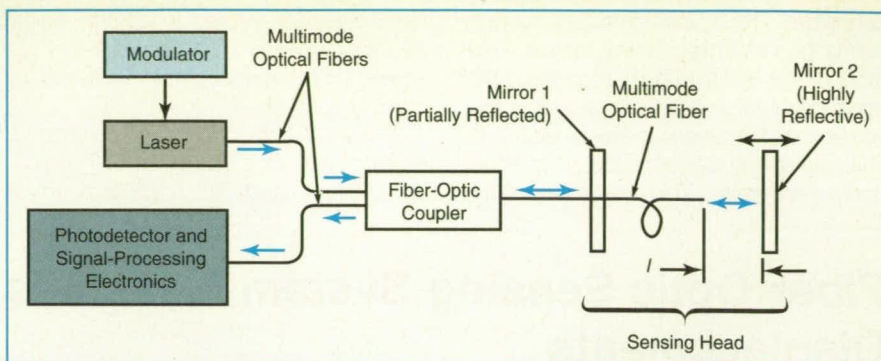 Modulator
Laser
Photodetector and
Signal-Processing
Electronics
Multimode
Optical Fibers
Fiber-Optic
Coupler
Mirror 1
(Partially Reflected)
Multimode
Optical Fiber
Mirror 2
(Highly
Reflective)
l
Sensing Head